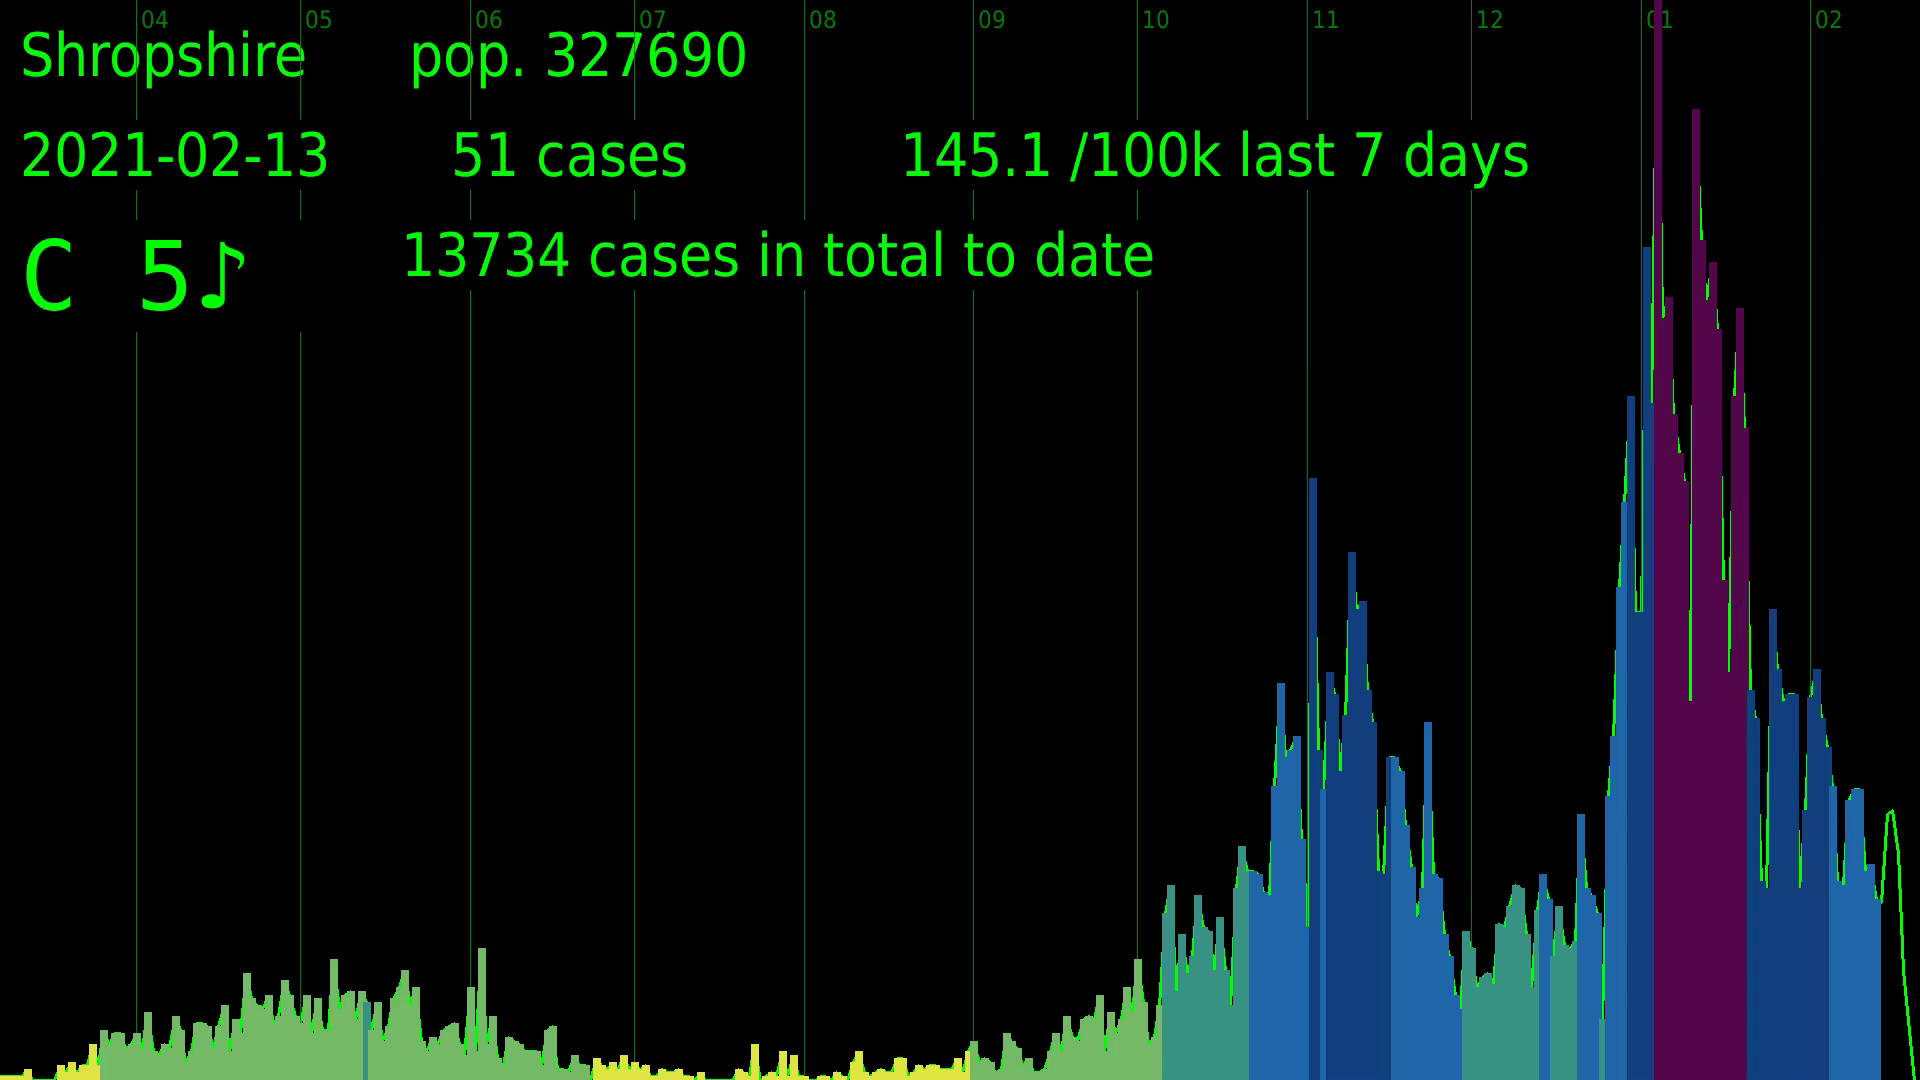 04 05 06 07 08 09 10 11 12 01 02
Shropshire pop. 327690
2021-02-13 51 cases 145.1 /100k last 7 days
C 5♪ 13734 cases in total to date